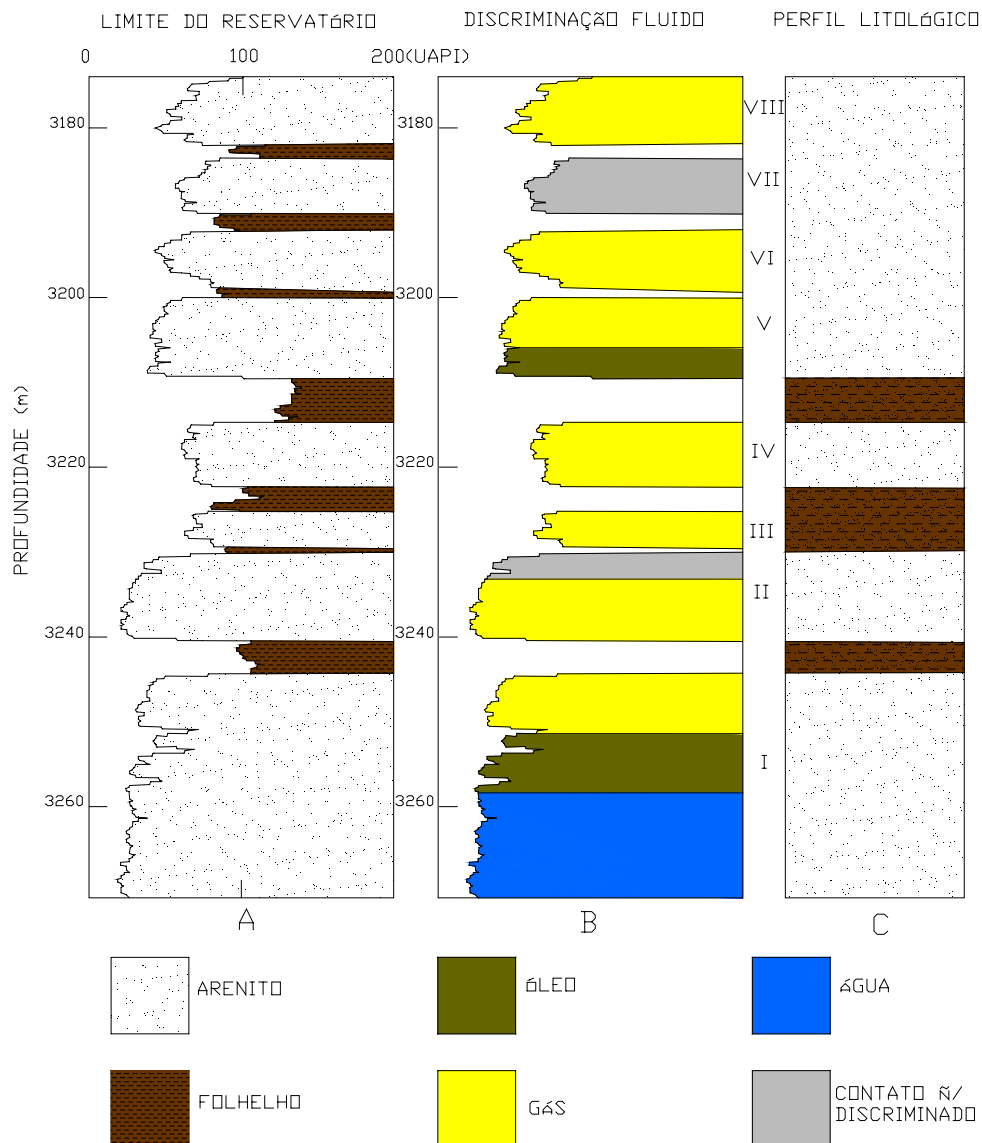 LIMITE DO RESERVATÓRIO
DISCRIMINAÇÃO FLUIDO
PERFIL LITOLÓGICO
0 100 200(UAPI)
3180
3200
3220
3240
3260
PROFUNDIDADE (m)
3180
3200
3220
3240
3260
VIII
VII
VI
V
IV
III
II
I
A
B
C
ARENITO
ÓLEO
ÁGUA
FOLHELHO
GÁS
CONTATO Ñ/
DISCRIMINADO